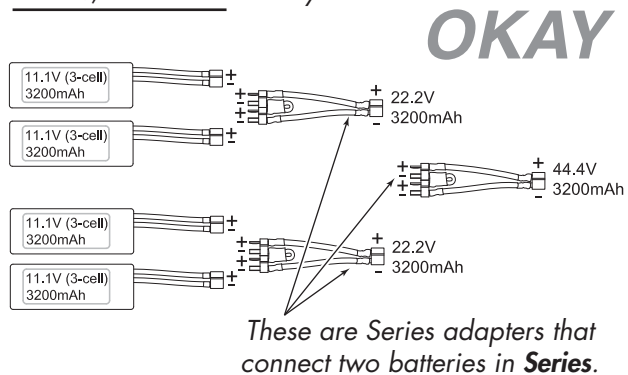 OKAY
11.1V (3-cell)
3200mAh
+
-
11.1V (3-cell)
3200mAh
+
-
+
-
+
-
+
-
22.2V
3200mAh
11.1V (3-cell)
3200mAh
+
-
11.1V (3-cell)
3200mAh
+
-
+
-
+
-
+
-
22.2V
3200mAh
+
-
+
-
+
-
44.4V
3200mAh
These are Series adapters that
connect two batteries in Series.